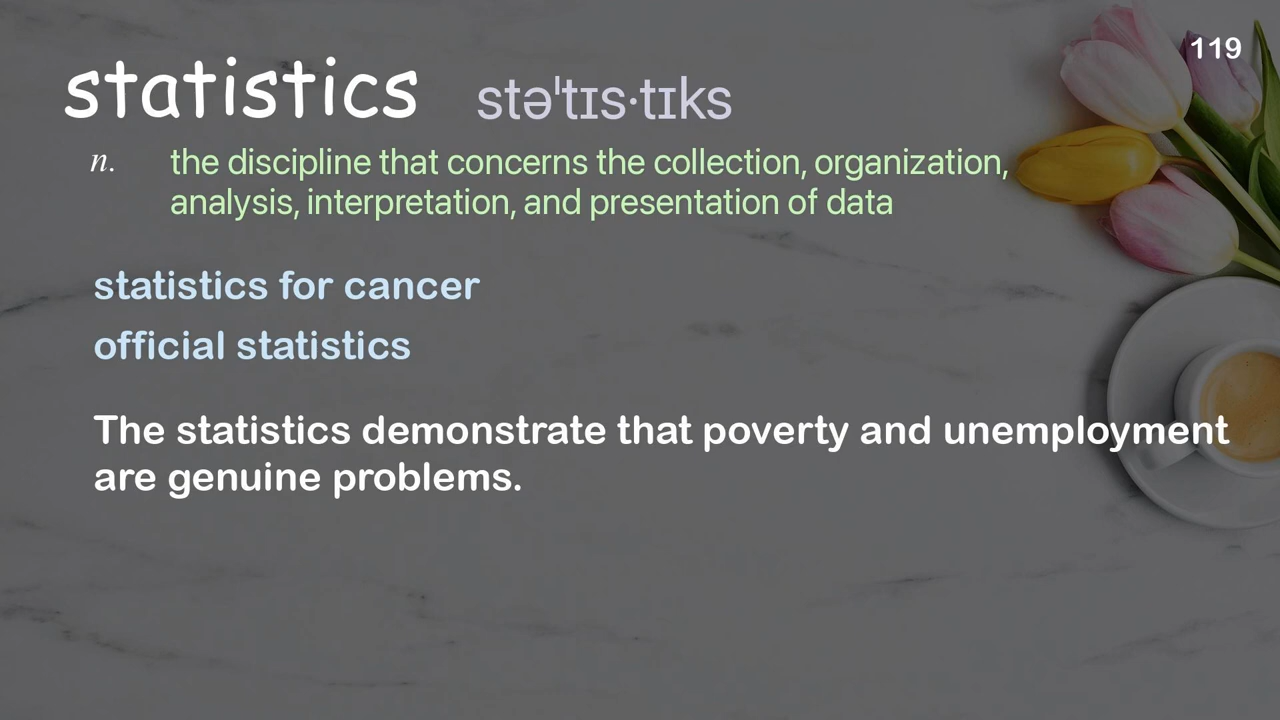 119
statistics stəˈtɪs·tɪks
n. the discipline that concerns the collection, organization,
analysis, interpretation, and presentation of data
statistics for cancer
official statistics
The statistics demonstrate that poverty and unemployment
are genuine problems.